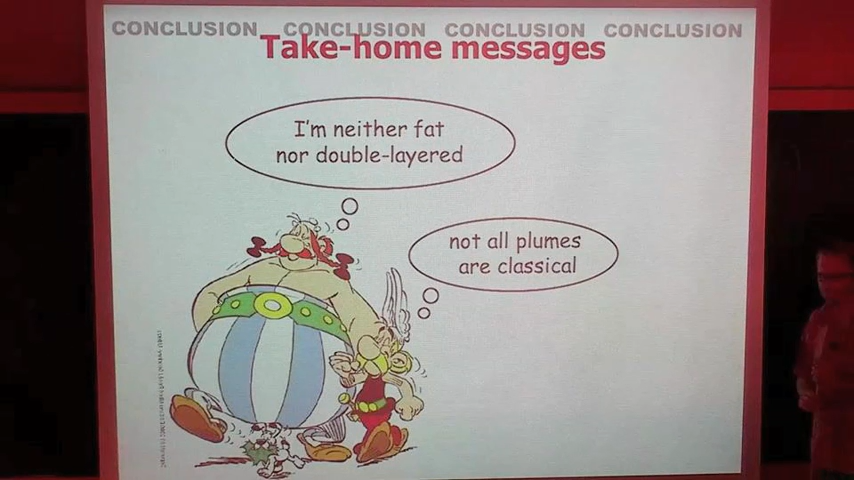 CONCLUSION CONCLUSION CONCLUSION CONCLUSION
Take-home messages
I'm neither fat
nor double-layered
not all plumes
are classical